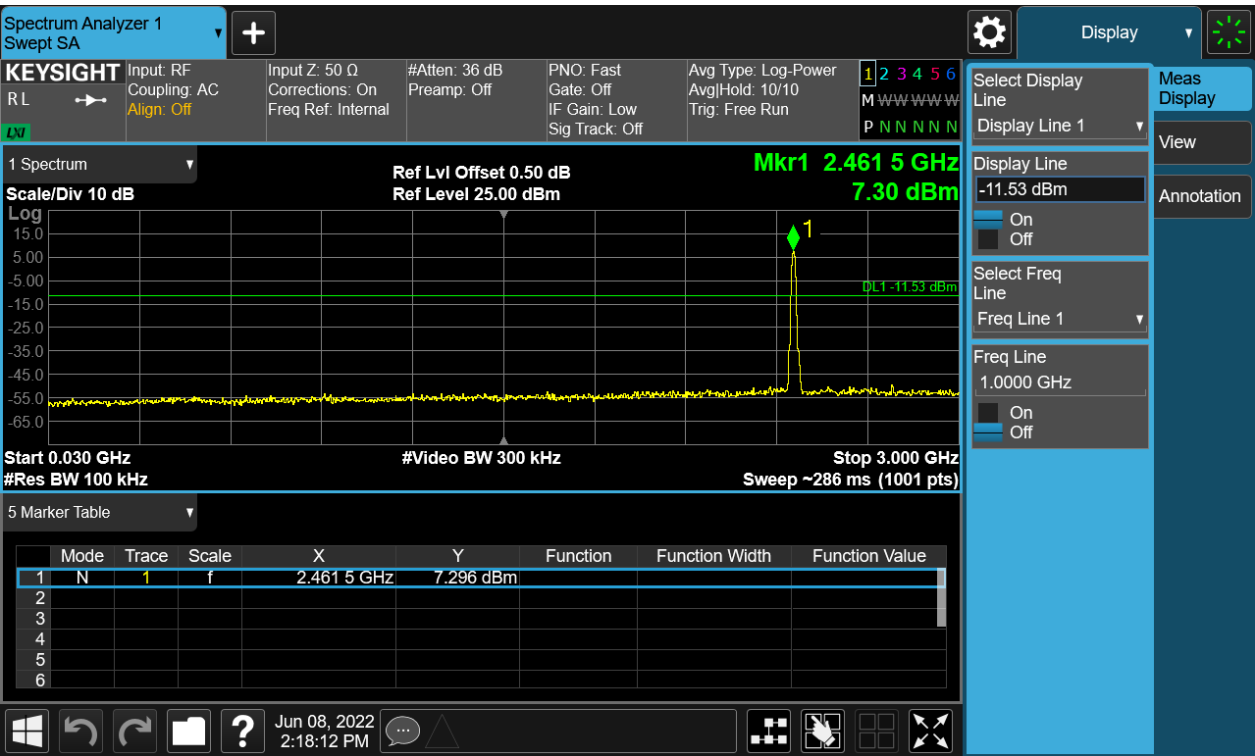 Spectrum Analyzer 1
Swept SA
+
Display
KEYSIGHT
R L
LXI
Input: RF
Coupling: AC
Align: Off
Input Z: 50 Ω
Corrections: On
Freq Ref: Internal
#Atten: 36 dB
Preamp: Off
PNO: Fast
Gate: Off
IF Gain: Low
Sig Track: Off
Avg Type: Log-Power
Avg|Hold: 10/10
Trig: Free Run
1 2 3 4 5 6
M W W W W W
P N N N N N
1 Spectrum
Scale/Div 10 dB
Ref Lvl Offset 0.50 dB
Ref Level 25.00 dBm
Mkr1 2.461 5 GHz
7.30 dBm
Log
15.0
5.00
-5.00
-15.0
-25.0
-35.0
-45.0
-55.0
-65.0
1
DL1 -11.53 dBm
Start 0.030 GHz
#Video BW 300 kHz
Stop 3.000 GHz
#Res BW 100 kHz
Sweep ~286 ms (1001 pts)
5 Marker Table
Mode Trace Scale X Y Function Function Width Function Value
1 N 1 f 2.461 5 GHz 7.296 dBm
2
3
4
5
6
?
Jun 08, 2022
2:18:12 PM
Select Display
Line
Display Line 1
Display Line
-11.53 dBm
On
Off
Select Freq
Line
Freq Line 1
Freq Line
1.0000 GHz
On
Off
Meas
Display
View
Annotation